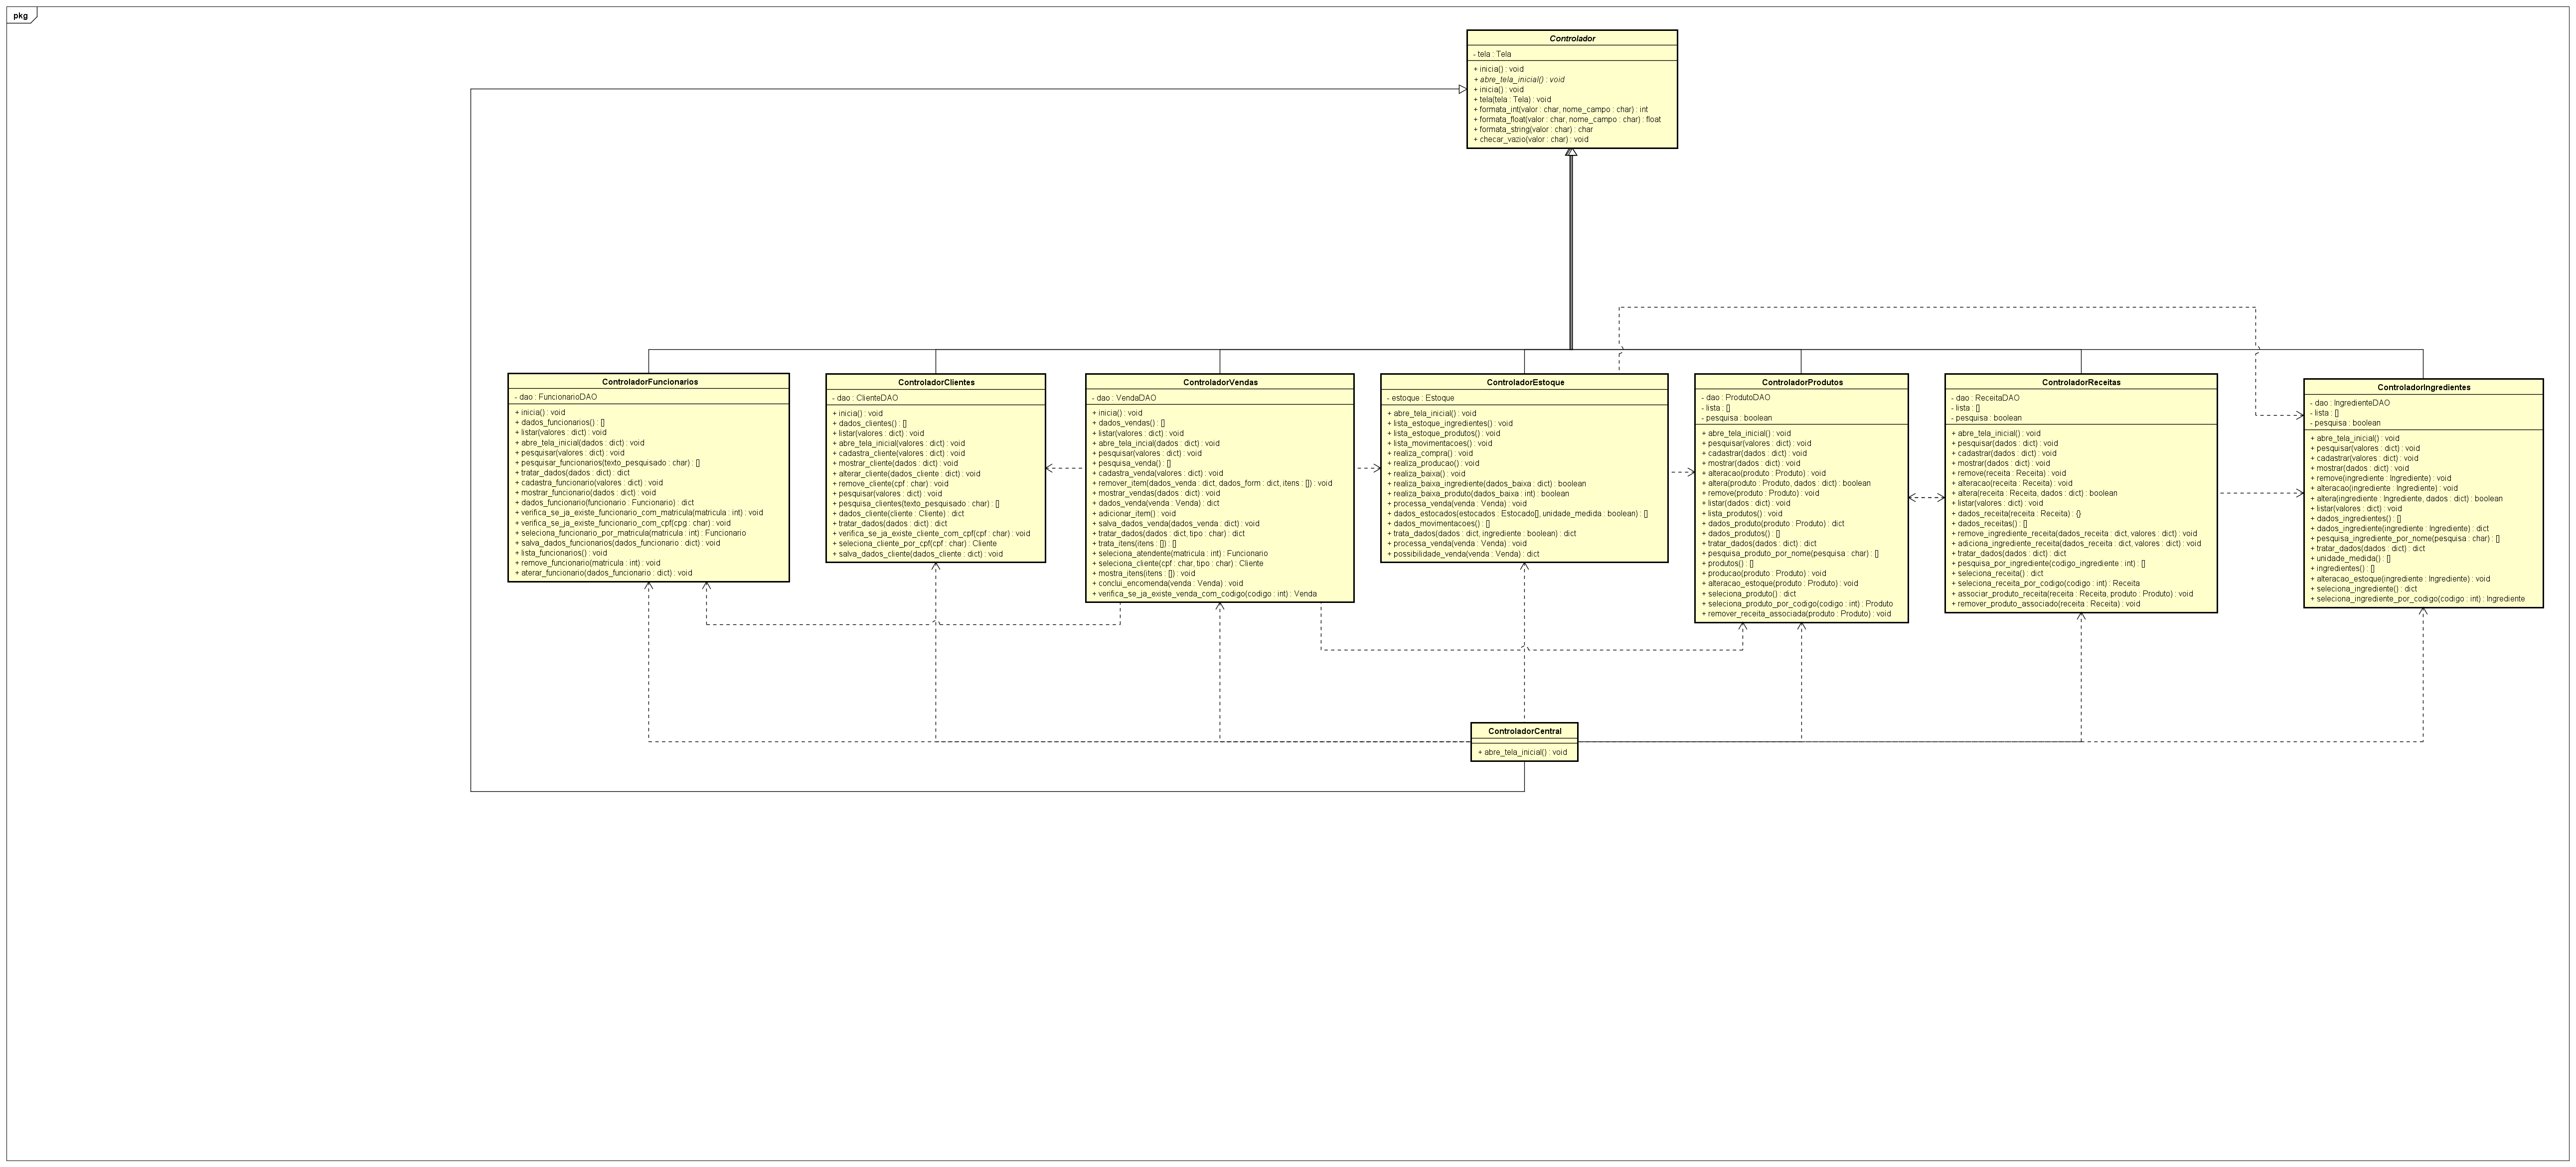 pkg
Controlador
- tela : Tela
+ inicia() : void
+ abre_tela_inicial() : void
+ inicia() : void
+ tela(tela : Tela) : void
+ formata_int(valor : char, nome_campo : char) : int
+ formata_float(valor : char, nome_campo : char) : float
+ formata_string(valor : char) : char
+ checar_vazio(valor : char) : void
ControladorFuncionarios
- dao : FuncionarioDAO
+ inicia() : void
+ dados_funcionarios() : []
+ listar(valores : dict) : void
+ abre_tela_inicial(dados : dict) : void
+ pesquisar(valores : dict) : void
+ pesquisar_funcionarios(texto_pesquisado : char) : []
+ tratar_dados(dados : dict) : dict
+ cadastra_funcionario(valores : dict) : void
+ mostrar_funcionario(dados : dict) : void
+ dados_funcionario(funcionario : Funcionario) : dict
+ verifica_se_ja_existe_funcionario_com_matricula(matricula : int) : void
+ verifica_se_ja_existe_funcionario_com_cpf(cpg : char) : void
+ seleciona_funcionario_por_matricula(matricula : int) : Funcionario
+ salva_dados_funcionarios(dados_funcionario : dict) : void
+ lista_funcionarios() : void
+ remove_funcionario(matricula : int) : void
+ aterar_funcionario(dados_funcionario : dict) : void
ControladorClientes
- dao : ClienteDAO
+ inicia() : void
+ dados_clientes() : []
+ listar(valores : dict) : void
+ abre_tela_inicial(valores : dict) : void
+ cadastra_cliente(valores : dict) : void
+ mostrar_cliente(dados : dict) : void
+ alterar_cliente(dados_cliente : dict) : void
+ remove_cliente(cpf : char) : void
+ pesquisar(valores : dict) : void
+ pesquisa_clientes(texto_pesquisado : char) : []
+ dados_cliente(cliente : Cliente) : dict
+ tratar_dados(dados : dict) : dict
+ verifica_se_ja_existe_cliente_com_cpf(cpf : char) : void
+ seleciona_cliente_por_cpf(cpf : char) : Cliente
+ salva_dados_cliente(dados_cliente : dict) : void
ControladorVendas
- dao : VendaDAO
+ inicia() : void
+ dados_vendas() : []
+ listar(valores : dict) : void
+ abre_tela_incial(dados : dict) : void
+ pesquisar(valores : dict) : void
+ pesquisa_venda() : []
+ cadastra_venda(valores : dict) : void
+ remover_item(dados_venda : dict, dados_form : dict, itens : []) : void
+ mostrar_vendas(dados : dict) : void
+ dados_venda(venda : Venda) : dict
+ adicionar_item() : void
+ salva_dados_venda(dados_venda : dict) : void
+ tratar_dados(dados : dict, tipo : char) : dict
+ trata_itens(itens : []) : []
+ seleciona_atendente(matricula : int) : Funcionario
+ seleciona_cliente(cpf : char, tipo : char) : Cliente
+ mostra_itens(itens : []) : void
+ conclui_encomenda(venda : Venda) : void
+ verifica_se_ja_existe_venda_com_codigo(codigo : int) : Venda
ControladorEstoque
- estoque : Estoque
+ abre_tela_inicial() : void
+ lista_estoque_ingredientes() : void
+ lista_estoque_produtos() : void
+ lista_movimentacoes() : void
+ realiza_compra() : void
+ realiza_producao() : void
+ realiza_baixa() : void
+ realiza_baixa_ingrediente(dados_baixa : dict) : boolean
+ realiza_baixa_produto(dados_baixa : int) : boolean
+ processa_venda(venda : Venda) : void
+ dados_estocados(estocados : Estocado[], unidade_medida : boolean) : []
+ dados_movimentacoes() : []
+ trata_dados(dados : dict, ingrediente : boolean) : dict
+ processa_venda(venda : Venda) : void
+ possibilidade_venda(venda : Venda) : dict
ControladorProdutos
- dao : ProdutoDAO
- lista : []
- pesquisa : boolean
+ abre_tela_inicial() : void
+ pesquisar(valores : dict) : void
+ cadastrar(dados : dict) : void
+ mostrar(dados : dict) : void
+ alteracao(produto : Produto) : void
+ altera(produto : Produto, dados : dict) : boolean
+ remove(produto : Produto) : void
+ listar(dados : dict) : void
+ lista_produtos() : void
+ dados_produto(produto : Produto) : dict
+ dados_produtos() : []
+ tratar_dados(dados : dict) : dict
+ pesquisa_produto_por_nome(pesquisa : char) : []
+ produtos() : []
+ producao(produto : Produto) : void
+ alteracao_estoque(produto : Produto) : void
+ seleciona_produto() : dict
+ seleciona_produto_por_codigo(codigo : int) : Produto
+ remover_receita_associada(produto : Produto) : void
ControladorReceitas
- dao : ReceitaDAO
- lista : []
- pesquisa : boolean
+ abre_tela_inicial() : void
+ pesquisar(dados : dict) : void
+ cadastrar(dados : dict) : void
+ mostrar(dados : dict) : void
+ remove(receita : Receita) : void
+ alteracao(receita : Receita) : void
+ altera(receita : Receita, dados : dict) : boolean
+ listar(valores : dict) : void
+ dados_receita(receita : Receita) : {}
+ dados_receitas() : []
+ remove_ingrediente_receita(dados_receita : dict, valores : dict) : void
+ adiciona_ingrediente_receita(dados_receita : dict, valores : dict) : void
+ tratar_dados(dados : dict) : dict
+ pesquisa_por_ingrediente(codigo_ingrediente : int) : []
+ seleciona_receita() : dict
+ seleciona_receita_por_codigo(codigo : int) : Receita
+ associar_produto_receita(receita : Receita, produto : Produto) : void
+ remover_produto_associado(receita : Receita) : void
ControladorIngredientes
- dao : IngredienteDAO
- lista : []
- pesquisa : boolean
+ abre_tela_inicial() : void
+ pesquisar(valores : dict) : void
+ cadastrar(valores : dict) : void
+ mostrar(dados : dict) : void
+ remove(ingrediente : Ingrediente) : void
+ alteracao(ingrediente : Ingrediente) : void
+ altera(ingrediente : Ingrediente, dados : dict) : boolean
+ listar(valores : dict) : void
+ dados_ingredientes() : []
+ dados_ingrediente(ingrediente : Ingrediente) : dict
+ pesquisa_ingrediente_por_nome(pesquisa : char) : []
+ tratar_dados(dados : dict) : dict
+ unidade_medida() : []
+ ingredientes() : []
+ alteracao_estoque(ingrediente : Ingrediente) : void
+ seleciona_ingrediente() : dict
+ seleciona_ingrediente_por_codigo(codigo : int) : Ingrediente
ControladorCentral
+ abre_tela_inicial() : void